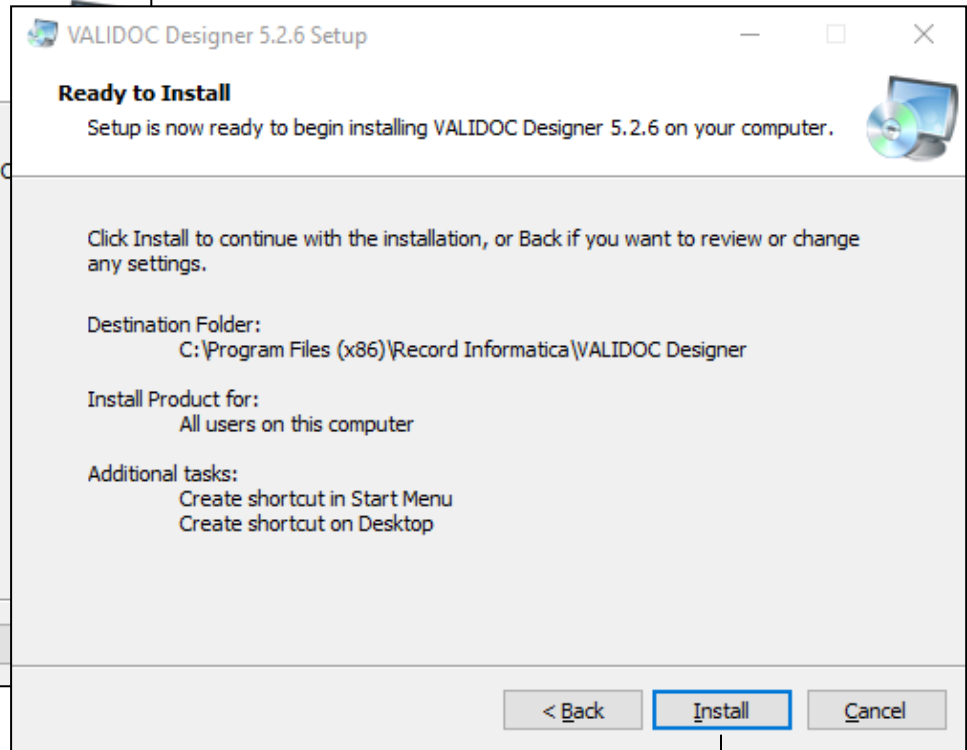 VALIDOC Designer 5.2.6 Setup
Ready to Install
Setup is now ready to begin installing VALIDOC Designer 5.2.6 on your computer.
Click Install to continue with the installation, or Back if you want to review or change
any settings.
Destination Folder:
C:\Program Files (x86)\Record Informatica\VALIDOC Designer
Install Product for:
All users on this computer
Additional tasks:
Create shortcut in Start Menu
Create shortcut on Desktop
< Back Install Cancel